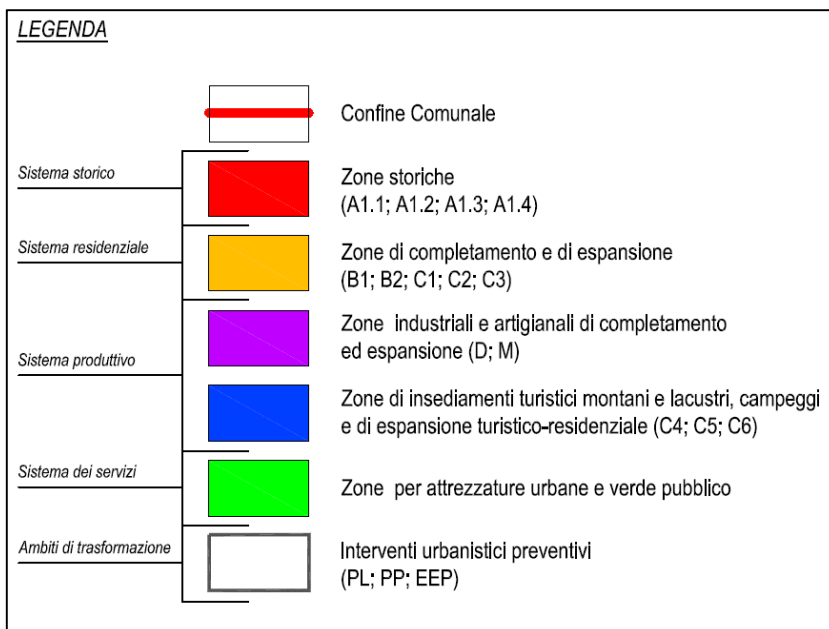 LEGENDA
Confine Comunale
Sistema storico
Zone storiche
(A1.1; A1.2; A1.3; A1.4)
Sistema residenziale
Zone di completamento e di espansione
(B1; B2; C1; C2; C3)
Sistema produttivo
Zone industriali e artigianali di completamento
ed espansione (D; M)
Zone di insediamenti turistici montani e lacustri, campeggi
e di espansione turistico-residenziale (C4; C5; C6)
Sistema dei servizi
Zone per attrezzature urbane e verde pubblico
Ambiti di trasformazione
Interventi urbanistici preventivi
(PL; PP; EEP)